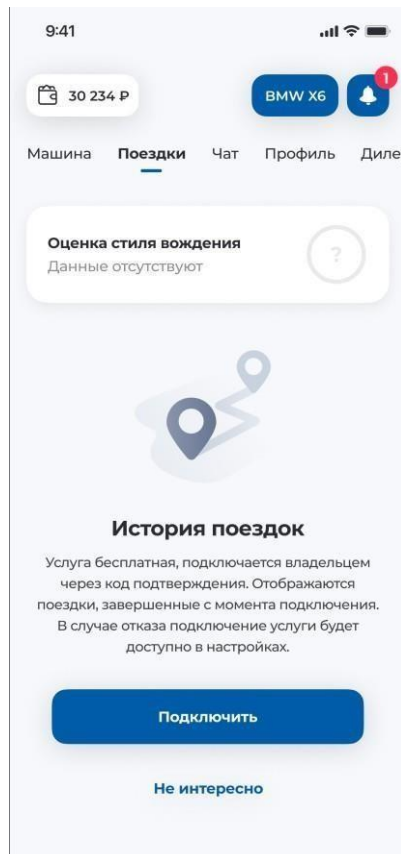 9:41
30 234 ₽
BMW X6
1
Машина Поездки Чат Профиль Диле
Оценка стиля вождения
Данные отсутствуют
?
История поездок
Услуга бесплатная, подключается владельцем
через код подтверждения. Отображаются
поездки, завершенные с момента подключения.
В случае отказа подключение услуги будет
доступно в настройках.
Подключить
Не интересно